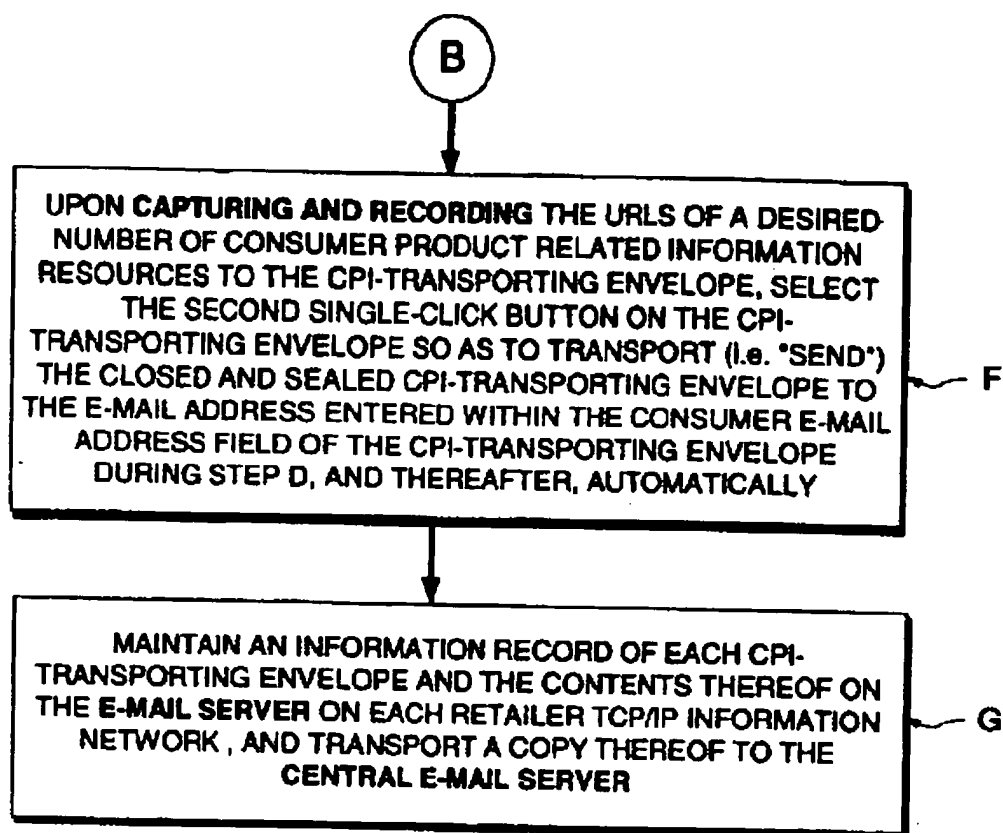 B
UPON CAPTURING AND RECORDING THE URLS OF A DESIRED
NUMBER OF CONSUMER PRODUCT RELATED INFORMATION
RESOURCES TO THE CPI-TRANSPORTING ENVELOPE, SELECT
THE SECOND SINGLE-CLICK BUTTON ON THE CPI-
TRANSPORTING ENVELOPE SO AS TO TRANSPORT (i.e. "SEND")
THE CLOSED AND SEALED CPI-TRANSPORTING ENVELOPE TO
THE E-MAIL ADDRESS ENTERED WITHIN THE CONSUMER E-MAIL
ADDRESS FIELD OF THE CPI-TRANSPORTING ENVELOPE
DURING STEP D, AND THEREAFTER, AUTOMATICALLY
F
MAINTAIN AN INFORMATION RECORD OF EACH CPI-
TRANSPORTING ENVELOPE AND THE CONTENTS THEREOF ON
THE E-MAIL SERVER ON EACH RETAILER TCP/IP INFORMATION
NETWORK , AND TRANSPORT A COPY THEREOF TO THE
CENTRAL E-MAIL SERVER
G